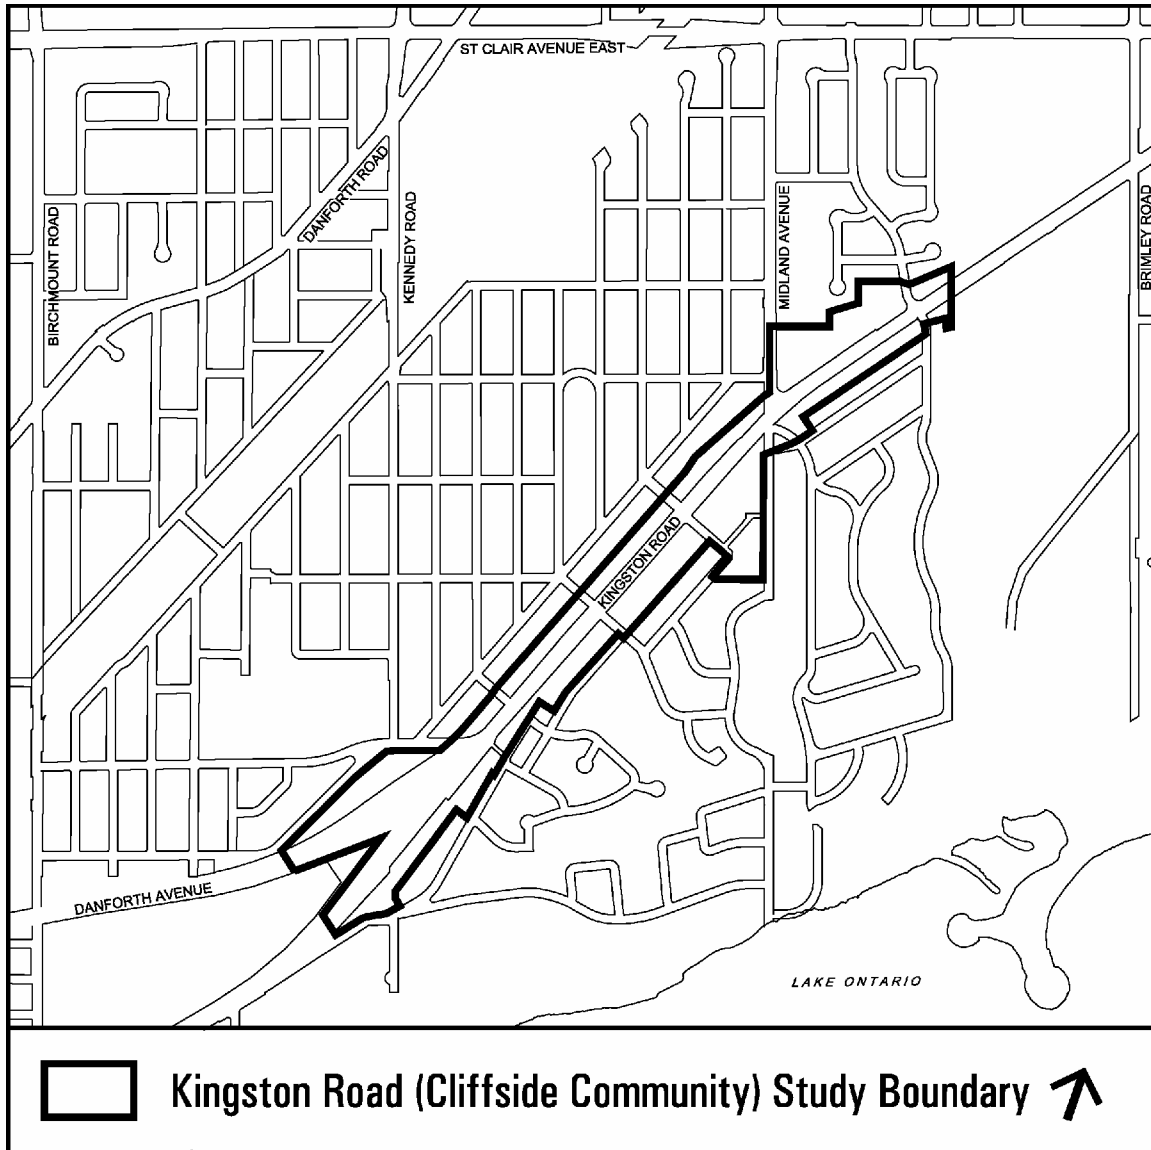 ST CLAIR AVENUE EAST
DANFORTH ROAD
BIRCHMOUNT ROAD
KENNEDY ROAD
MIDLAND AVENUE
BRIMLEY ROAD
KINGSTON ROAD
DANFORTH AVENUE
LAKE ONTARIO
Kingston Road (Cliffside Community) Study Boundary